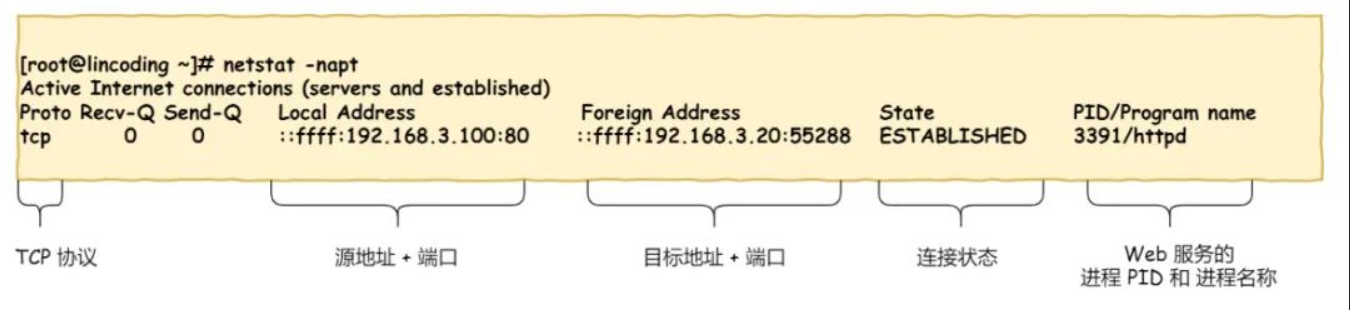 [root@lincoding ~]# netstat -napt
Active Internet connections (servers and established)
Proto Recv-Q Send-Q Local Address Foreign Address State PID/Program name
tcp 0 0 ::ffff:192.168.3.100:80 ::ffff:192.168.3.20:55288 ESTABLISHED 3391/httpd
TCP 协议 源地址 + 端口 目标地址 + 端口 连接状态 Web 服务的
进程 PID 和 进程名称